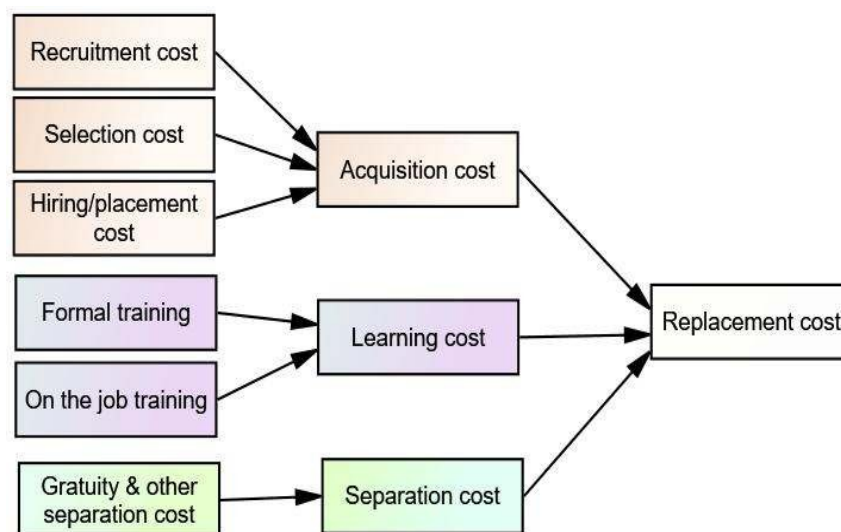 Recruitment cost
Selection cost
Hiring/placement
cost
Acquisition cost
Formal training
On the job training
Learning cost
Gratuity & other
separation cost
Separation cost
Replacement cost